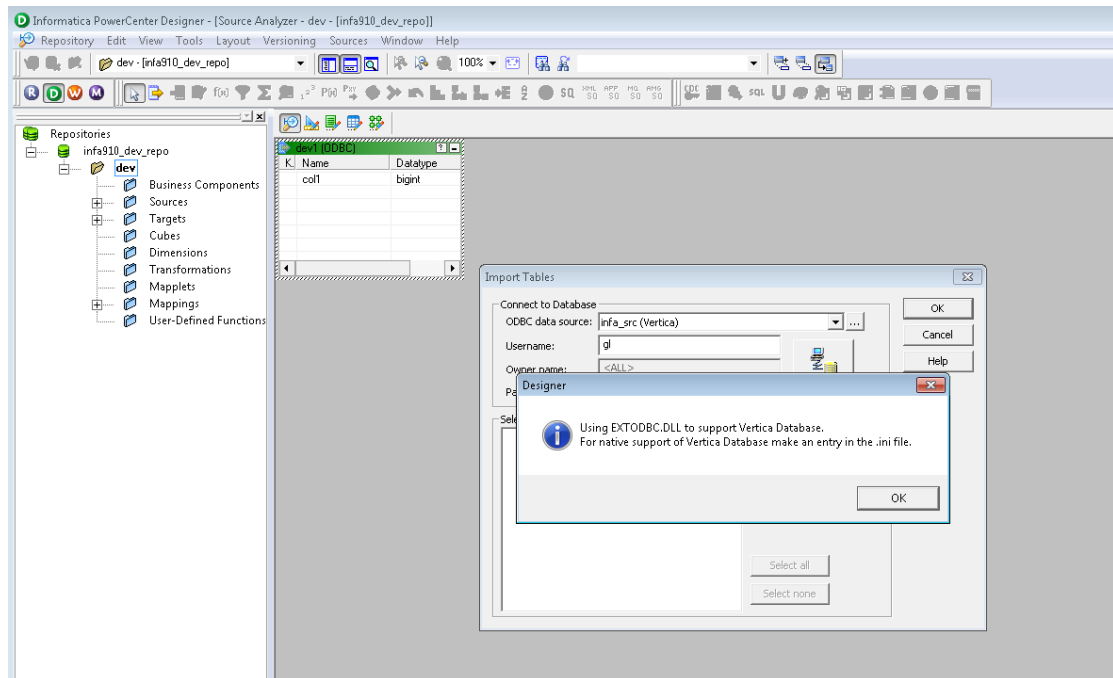 Informatica PowerCenter Designer - [Source Analyzer - dev - [infa910_dev_repo]]
Repository Edit View Tools Layout Versioning Sources Window Help
dev - [infa910_dev_repo]
100%
R D W M
SQL
Repositories
infa910_dev_repo
dev
Business Components
Sources
Targets
Cubes
Dimensions
Transformations
Mapplets
Mappings
User-Defined Functions
dev1 (ODBC)
K. Name Datatype
col1 bigint
Import Tables
Connect to Database
ODBC data source: infa_src (Vertica) ...
Username: gl
Owner name: <ALL>
Pa
Sele
OK
Cancel
Help
Designer
Using EXTODBC.DLL to support Vertica Database.
For native support of Vertica Database make an entry in the .ini file.
OK
Select all
Select none